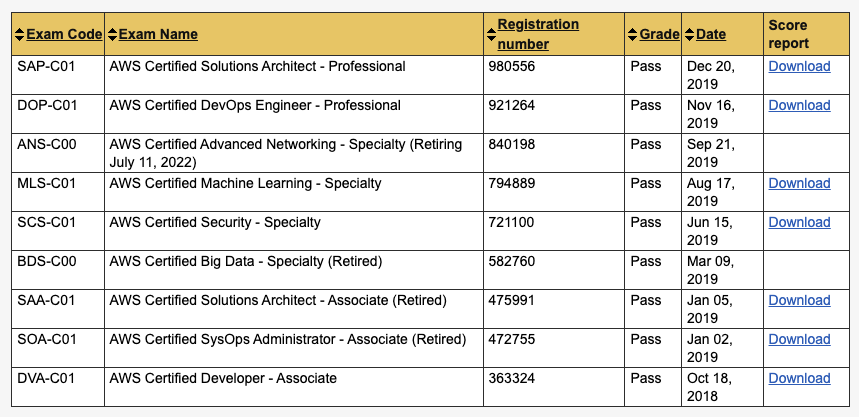 Exam Code Exam Name Registration number Grade Date Score report
SAP-C01 AWS Certified Solutions Architect - Professional 980556 Pass Dec 20, 2019 Download
DOP-C01 AWS Certified DevOps Engineer - Professional 921264 Pass Nov 16, 2019 Download
ANS-C00 AWS Certified Advanced Networking - Specialty (Retiring July 11, 2022) 840198 Pass Sep 21, 2019
MLS-C01 AWS Certified Machine Learning - Specialty 794889 Pass Aug 17, 2019 Download
SCS-C01 AWS Certified Security - Specialty 721100 Pass Jun 15, 2019 Download
BDS-C00 AWS Certified Big Data - Specialty (Retired) 582760 Pass Mar 09, 2019
SAA-C01 AWS Certified Solutions Architect - Associate (Retired) 475991 Pass Jan 05, 2019 Download
SOA-C01 AWS Certified SysOps Administrator - Associate (Retired) 472755 Pass Jan 02, 2019 Download
DVA-C01 AWS Certified Developer - Associate 363324 Pass Oct 18, 2018 Download